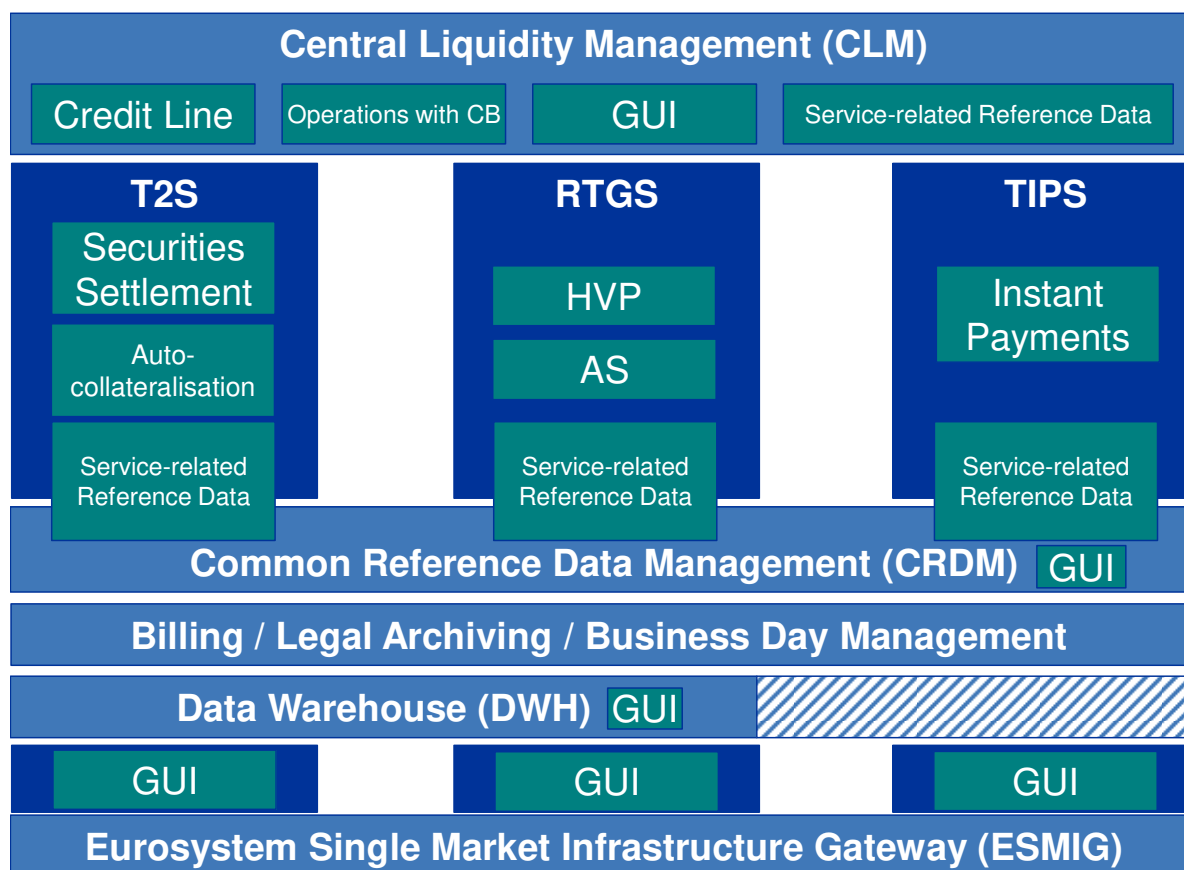 Central Liquidity Management (CLM)
Credit Line
Operations with CB
GUI
Service-related Reference Data
T2S
RTGS
TIPS
Securities
Settlement
HVP
Instant
Payments
Auto-
collateralisation
AS
Service-related
Reference Data
Service-related
Reference Data
Service-related
Reference Data
Common Reference Data Management (CRDM)
GUI
Billing / Legal Archiving / Business Day Management
Data Warehouse (DWH)
GUI
GUI
GUI
GUI
Eurosystem Single Market Infrastructure Gateway (ESMIG)